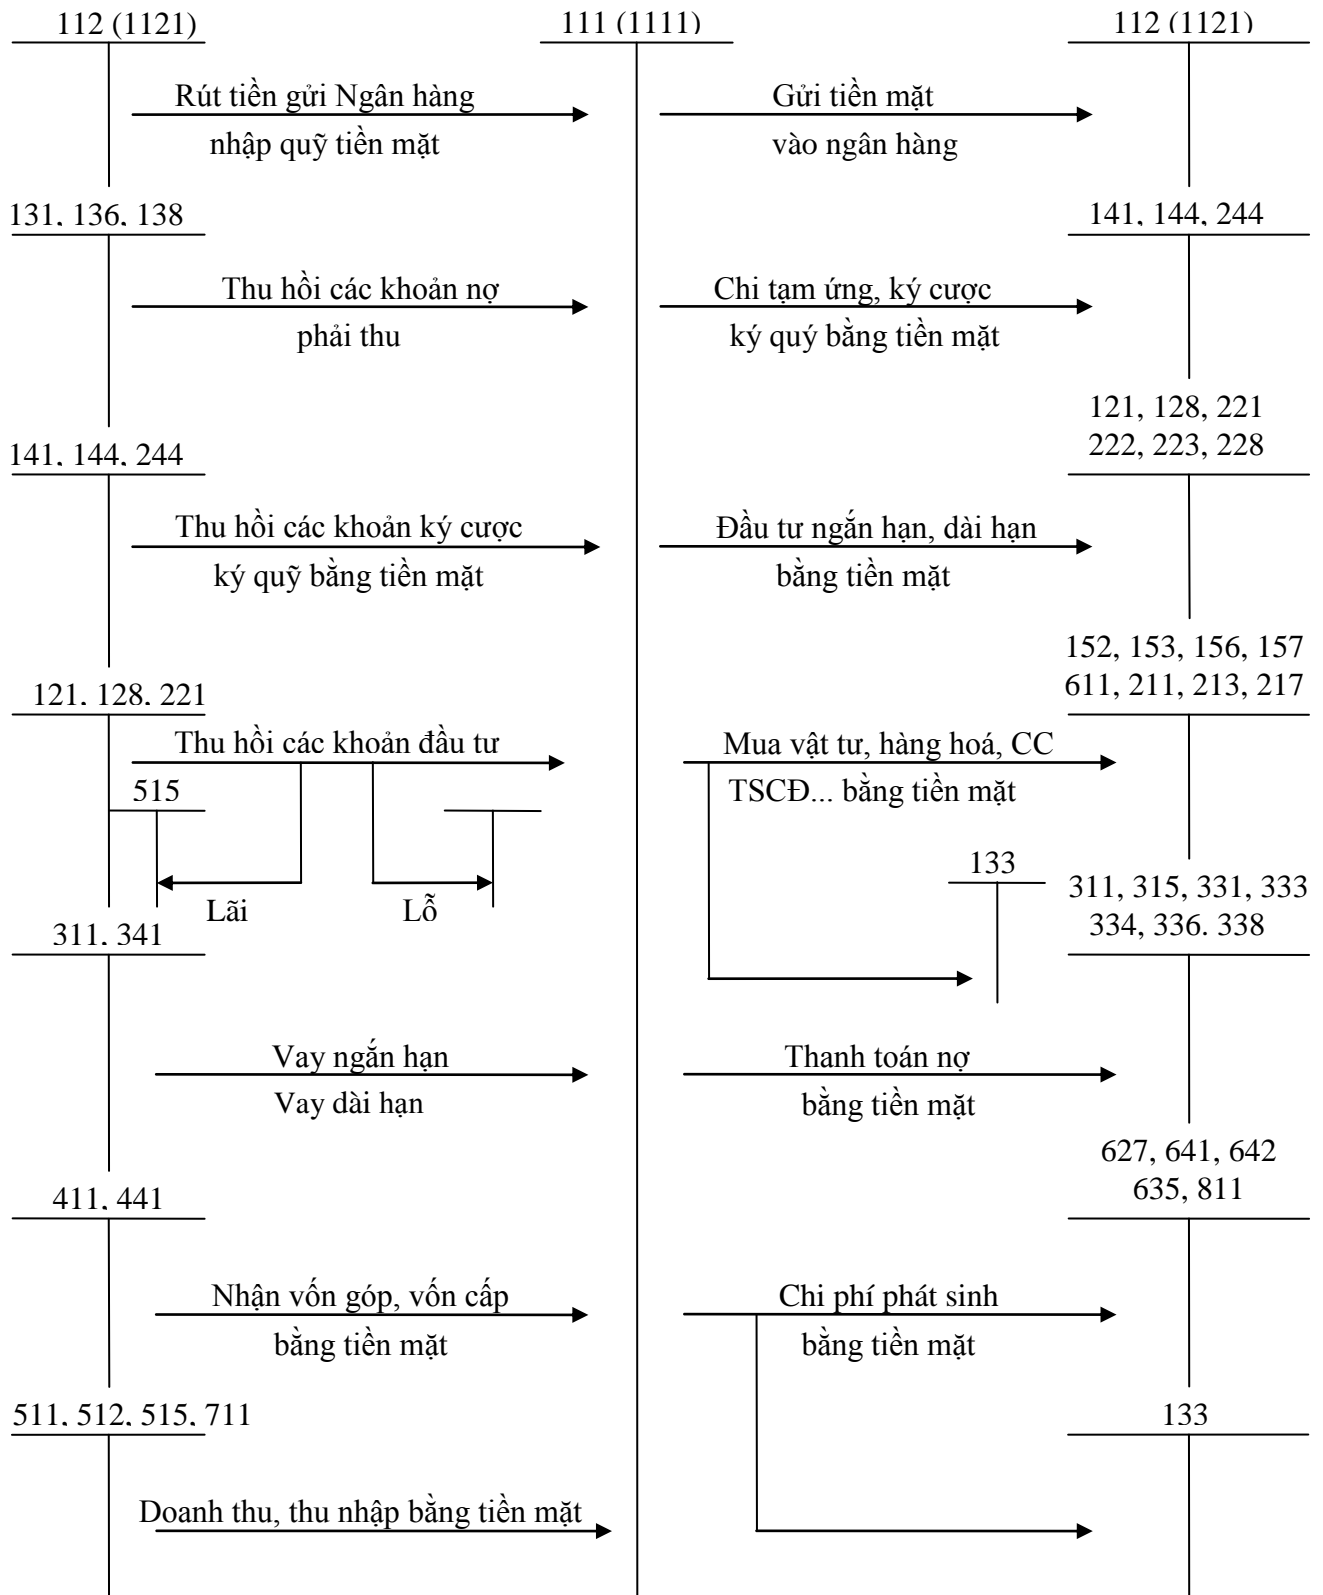 112 (1121)
111 (1111)
112 (1121)
Rút tiền gửi Ngân hàng
nhập quỹ tiền mặt
Gửi tiền mặt
vào ngân hàng
131, 136, 138
141, 144, 244
Thu hồi các khoản nợ
phải thu
Chi tạm ứng, ký cược
ký quý bằng tiền mặt
121, 128, 221
222, 223, 228
141, 144, 244
Thu hồi các khoản ký cược
ký quỹ bằng tiền mặt
Đầu tư ngắn hạn, dài hạn
bằng tiền mặt
152, 153, 156, 157
611, 211, 213, 217
121, 128, 221
Thu hồi các khoản đầu tư
Mua vật tư, hàng hoá, CC
TSCĐ... bằng tiền mặt
515
133
Lãi
Lỗ
311, 315, 331, 333
334, 336. 338
311, 341
Vay ngắn hạn
Vay dài hạn
Thanh toán nợ
bằng tiền mặt
627, 641, 642
635, 811
411, 441
Nhận vốn góp, vốn cấp
bằng tiền mặt
Chi phí phát sinh
bằng tiền mặt
511, 512, 515, 711
133
Doanh thu, thu nhập bằng tiền mặt